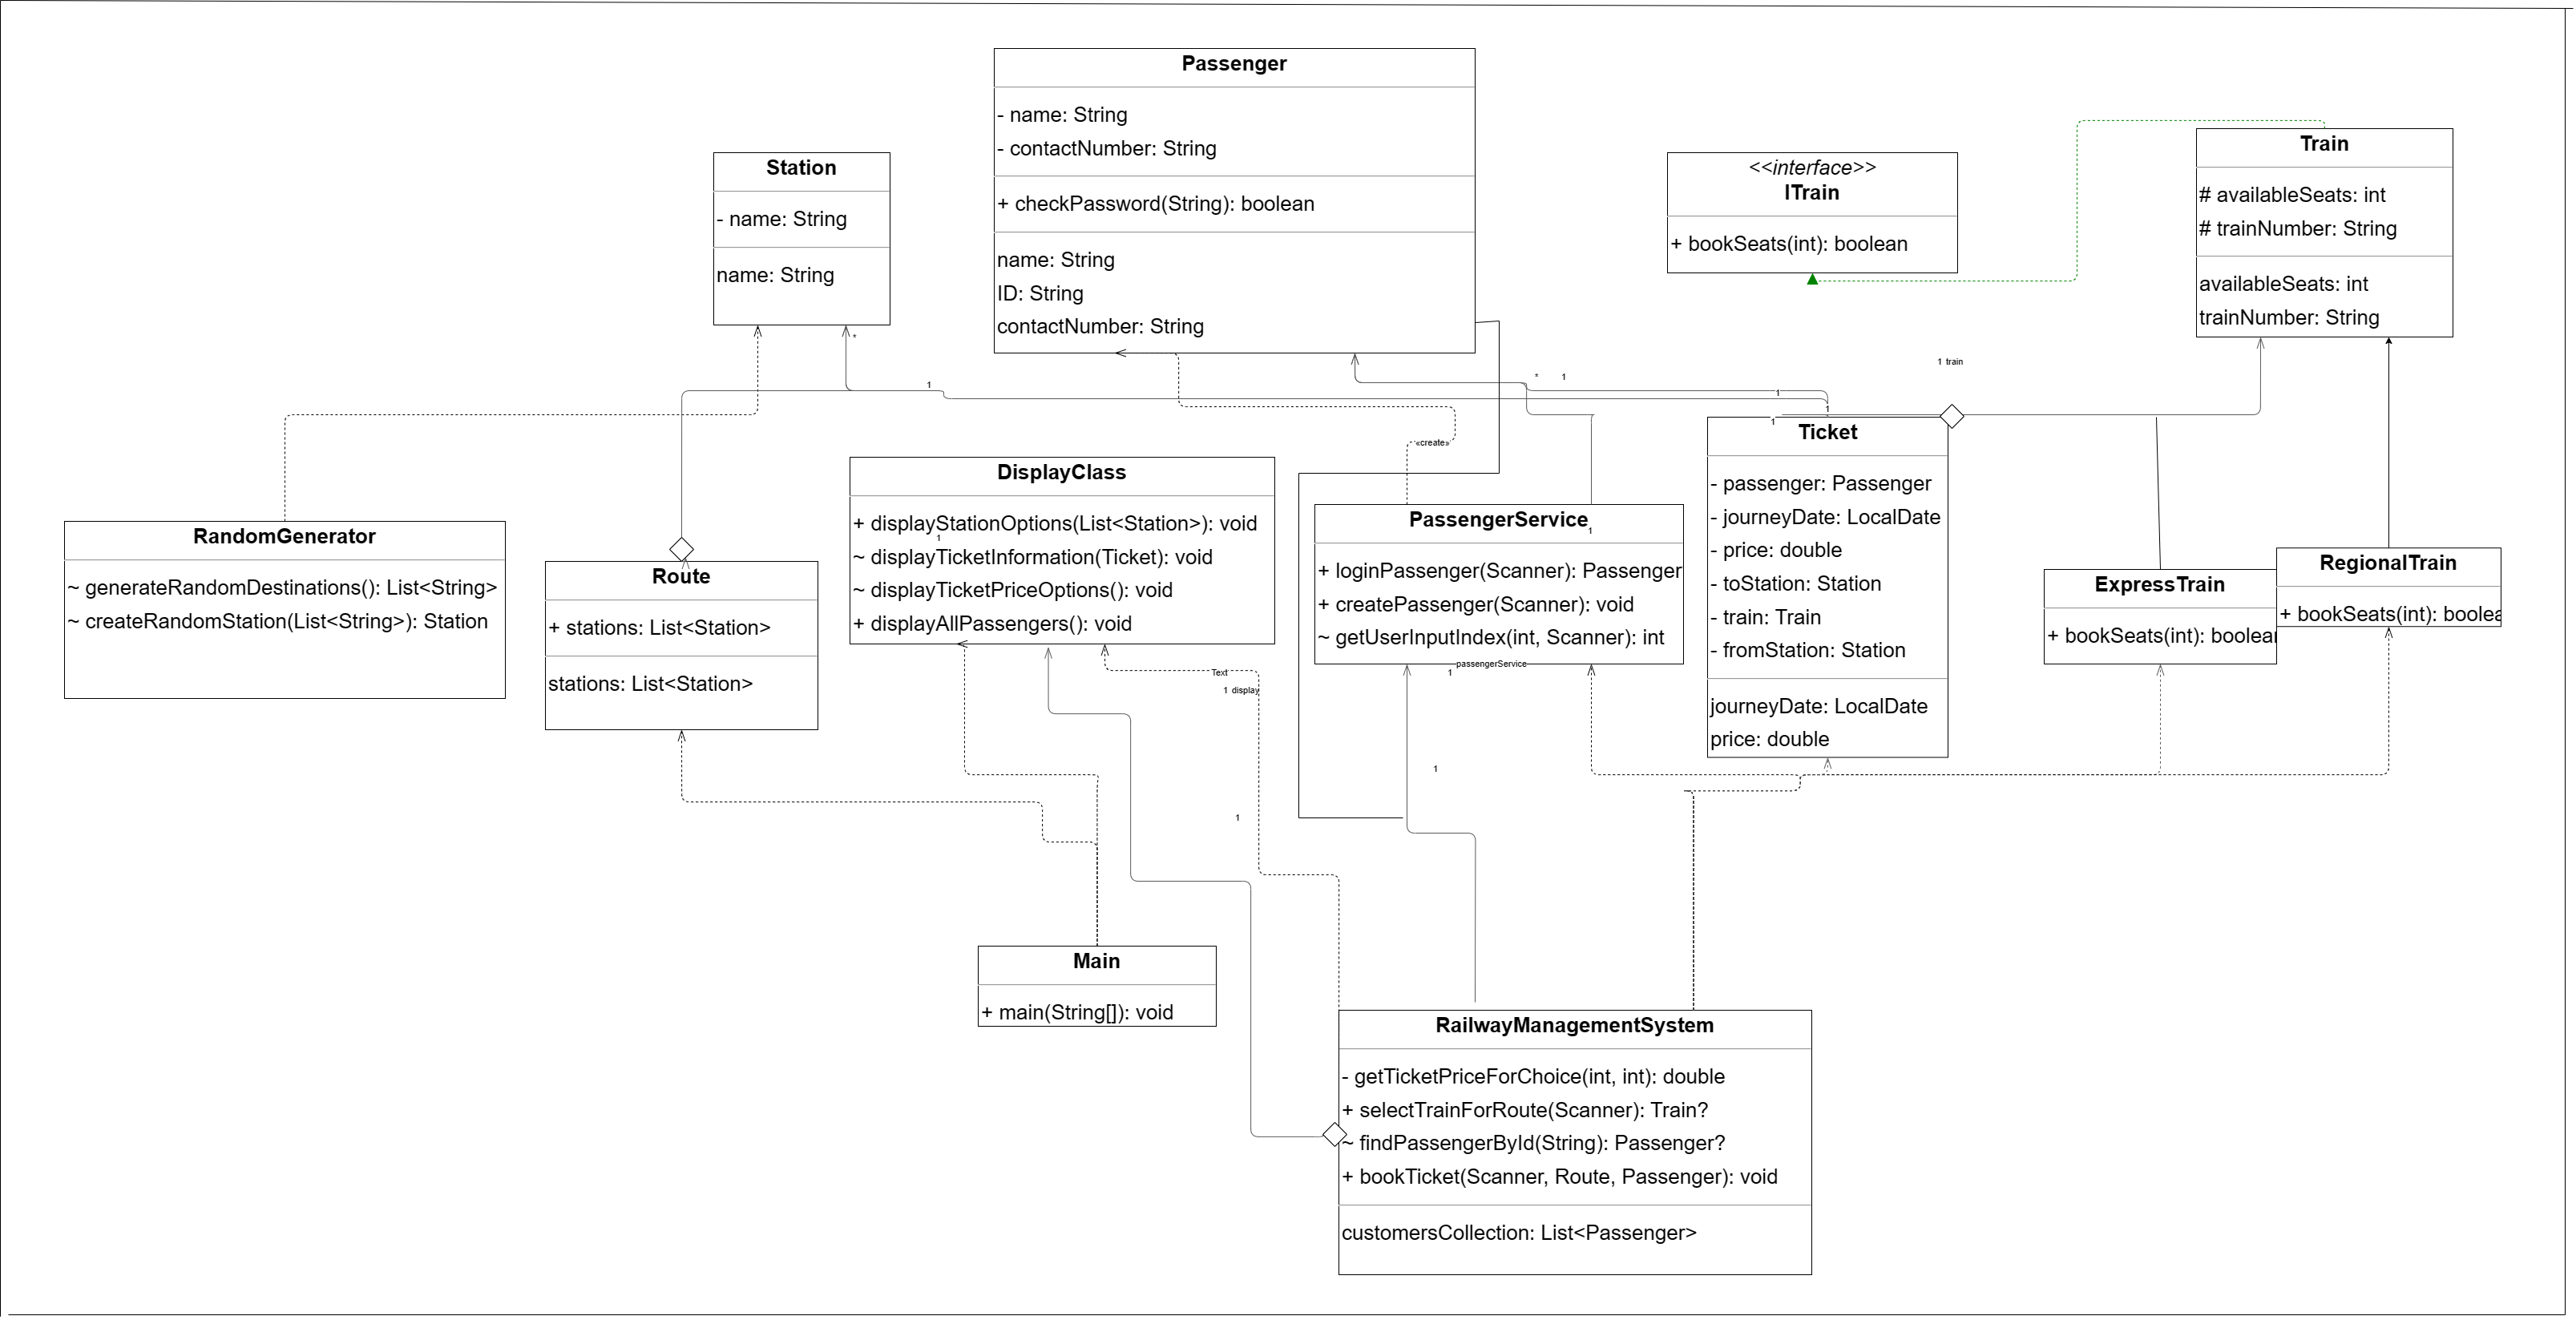 Passenger
- name: String
- contactNumber: String
+ checkPassword(String): boolean
name: String
ID: String
contactNumber: String
Station
- name: String
name: String
<<interface>>
ITrain
+ bookSeats(int): boolean
Train
# availableSeats: int
# trainNumber: String
availableSeats: int
trainNumber: String
*
1
* 1
1 train
1
1
1
«create»
RandomGenerator
~ generateRandomDestinations(): List<String>
~ createRandomStation(List<String>): Station
Route
+ stations: List<Station>
stations: List<Station>
DisplayClass
+ displayStationOptions(List<Station>): void
1
~ displayTicketInformation(Ticket): void
~ displayTicketPriceOptions(): void
+ displayAllPassengers(): void
PassengerService
1
+ loginPassenger(Scanner): Passenger
+ createPassenger(Scanner): void
~ getUserInputIndex(int, Scanner): int
passengerService
1
Text
1 display
Ticket
- passenger: Passenger
- journeyDate: LocalDate
- price: double
- toStation: Station
- train: Train
- fromStation: Station
journeyDate: LocalDate
price: double
ExpressTrain
+ bookSeats(int): boolear
RegionalTrain
+ bookSeats(int): boolea
1
1
Main
+ main(String[]): void
RailwayManagementSystem
- getTicketPriceForChoice(int, int): double
+ selectTrainForRoute(Scanner): Train?
~ findPassengerById(String): Passenger?
+ bookTicket(Scanner, Route, Passenger): void
customersCollection: List<Passenger>